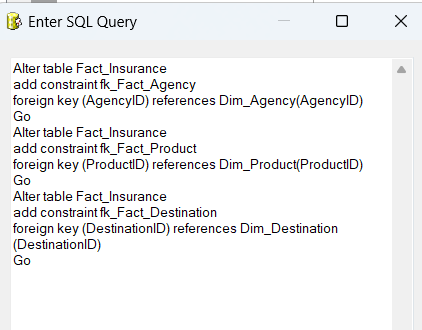 Enter SQL Query
Alter table Fact_Insurance
add constraint fk_Fact_Agency
foreign key (AgencyID) references Dim_Agency(AgencyID)
Go
Alter table Fact_Insurance
add constraint fk_Fact_Product
foreign key (ProductID) references Dim_Product(ProductID)
Go
Alter table Fact_Insurance
add constraint fk_Fact_Destination
foreign key (DestinationID) references Dim_Destination
(DestinationID)
Go